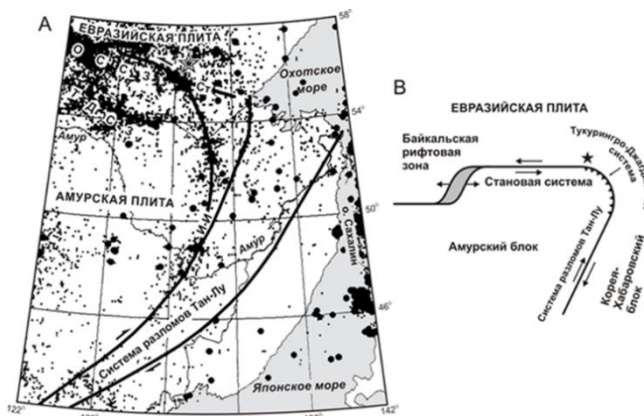 А
58°
ЕВРАЗИЙСКАЯ ПЛИТА
О С С
Охотское
море
54°
Амур
АМУРСКАЯ ПЛИТА
50°
И-И
Амур
о. Сахалин
Система разломов Тан-Лу
46°
Японское море
122°
142°
В
ЕВРАЗИЙСКАЯ ПЛИТА
Байкальская
рифтовая
зона
Тукурингро-Джагди
система
Становая система
Амурский блок
Система разломов Тан-Лу
Корея-
Хабаровский
блок